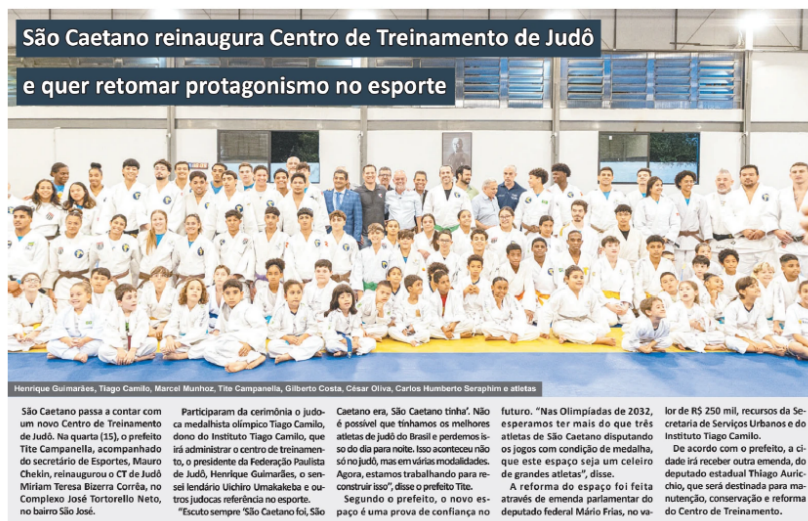 São Caetano reinaugura Centro de Treinamento de Judô
e quer retomar protagonismo no esporte
Henrique Guimarães, Tiago Camilo, Marcel Munhoz, Tite Campanella, Gilberto Costa, César Oliva, Carlos Humberto Seraphim e atletas
São Caetano passa a contar com
um novo Centro de Treinamento
de Judô. Na quarta (15), o prefeito
Tite Campanella, acompanhado
do secretário de Esportes, Mauro
Chekin, reinaugurou o CT de Judô
Miriam Teresa Bizerra Corrêa, no
Complexo José Tortorello Neto,
no bairro São José.
Participaram da cerimônia o judo-
ca medalhista olímpico Tiago Camilo,
dono do Instituto Tiago Camilo, que
irá administrar o centro de treinamen-
to, o presidente da Federação Paulista
de Judô, Henrique Guimarães, o sen-
sei lendário Uichiro Umakakeba e ou-
tros judocas referência no esporte.
“Escuto sempre ‘São Caetano foi, São
Caetano era, São Caetano tinha’. Não
é possível que tínhamos os melhores
atletas de judô do Brasil e perdemos is-
so do dia para noite. Isso aconteceu não
só no judô, mas em várias modalidades.
Agora, estamos trabalhando para re-
construir isso”, disse o prefeito Tite.
Segundo o prefeito, o novo es-
paço é uma prova de confiança no
futuro. “Nas Olimpíadas de 2032,
esperamos ter mais do que três
atletas de São Caetano disputando
os jogos com condição de medalha,
que este espaço seja um celeiro
de grandes atletas”, disse.
A reforma do espaço foi feita
através de emenda parlamentar do
deputado federal Mário Frias, no va-
lor de R$ 250 mil, recursos da Se-
cretaria de Serviços Urbanos e do
Instituto Tiago Camilo.
De acordo com o prefeito, a ci-
dade irá receber outra emenda, do
deputado estadual Thiago Auric-
chio, que será destinada para ma-
nutenção, conservação e reforma
do Centro de Treinamento.